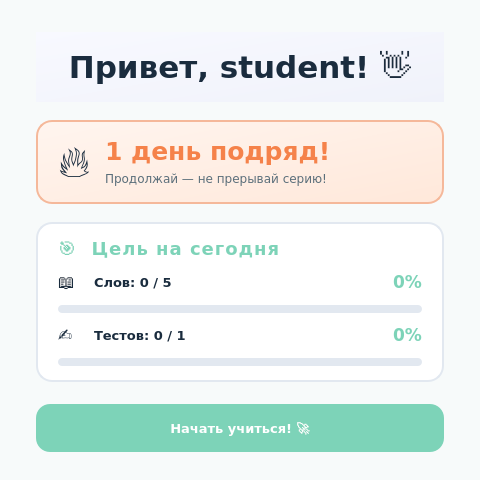 Привет, student! 👋
🔥 1 день подряд!
Продолжай — не прерывай серию!
🎯 Цель на сегодня
📖 Слов: 0 / 5 0%
✍ Тестов: 0 / 1 0%
Начать учиться! 🚀